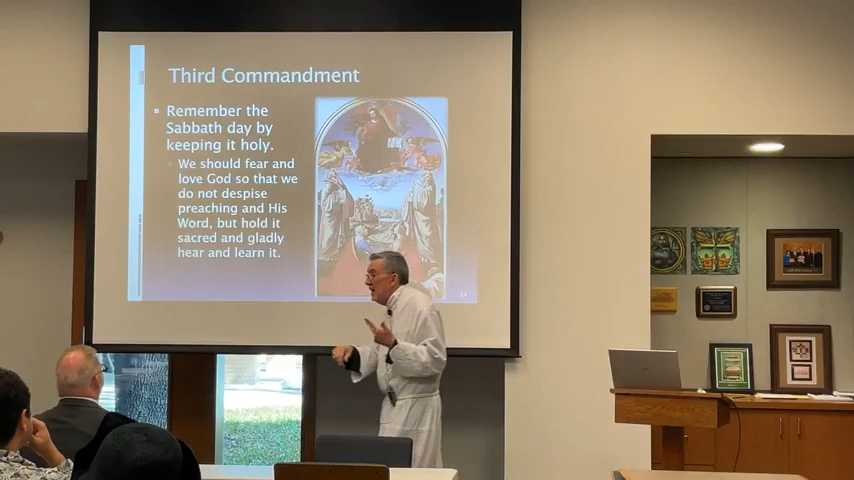 Third Commandment
Remember the
Sabbath day by
keeping it holy.
We should fear and
love God so that we
do not despise
preaching and His
Word, but hold it
sacred and gladly
hear and learn it.
24